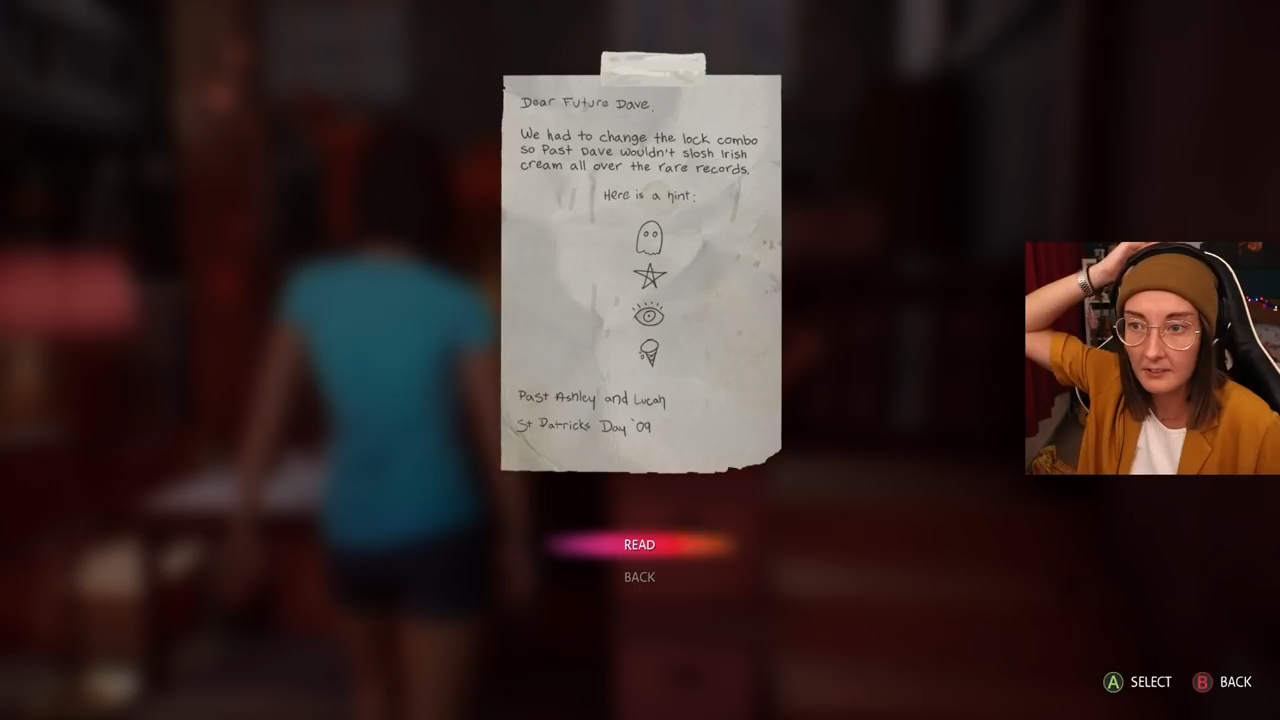 Dear Future Dave,
We had to change the lock combo
so Past Dave wouldn't slosh Irish
cream all over the rare records.
Here is a hint:
Past Ashley and Lucah
St Patricks Day '09
READ
BACK
A SELECT B BACK